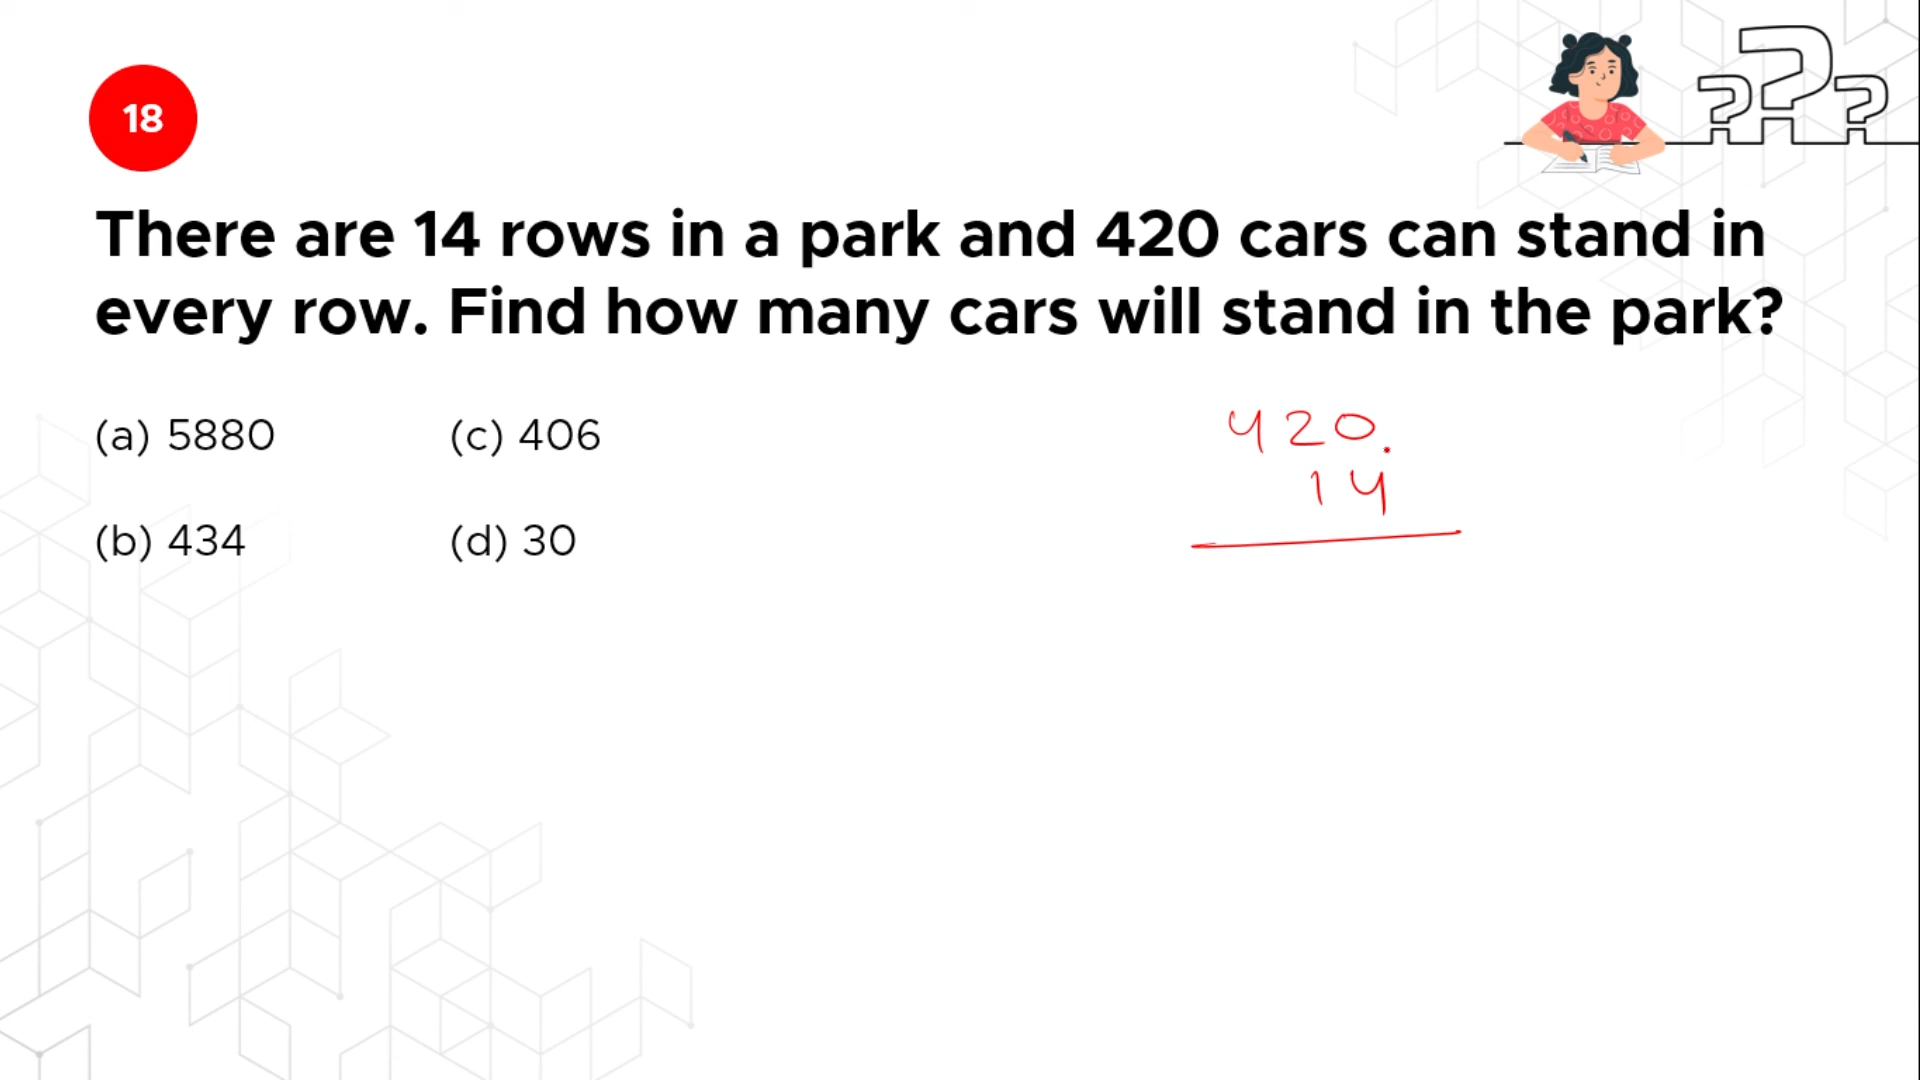 18
There are 14 rows in a park and 420 cars can stand in
every row. Find how many cars will stand in the park?
(a) 5880 (c) 406
(b) 434 (d) 30
420
14
???